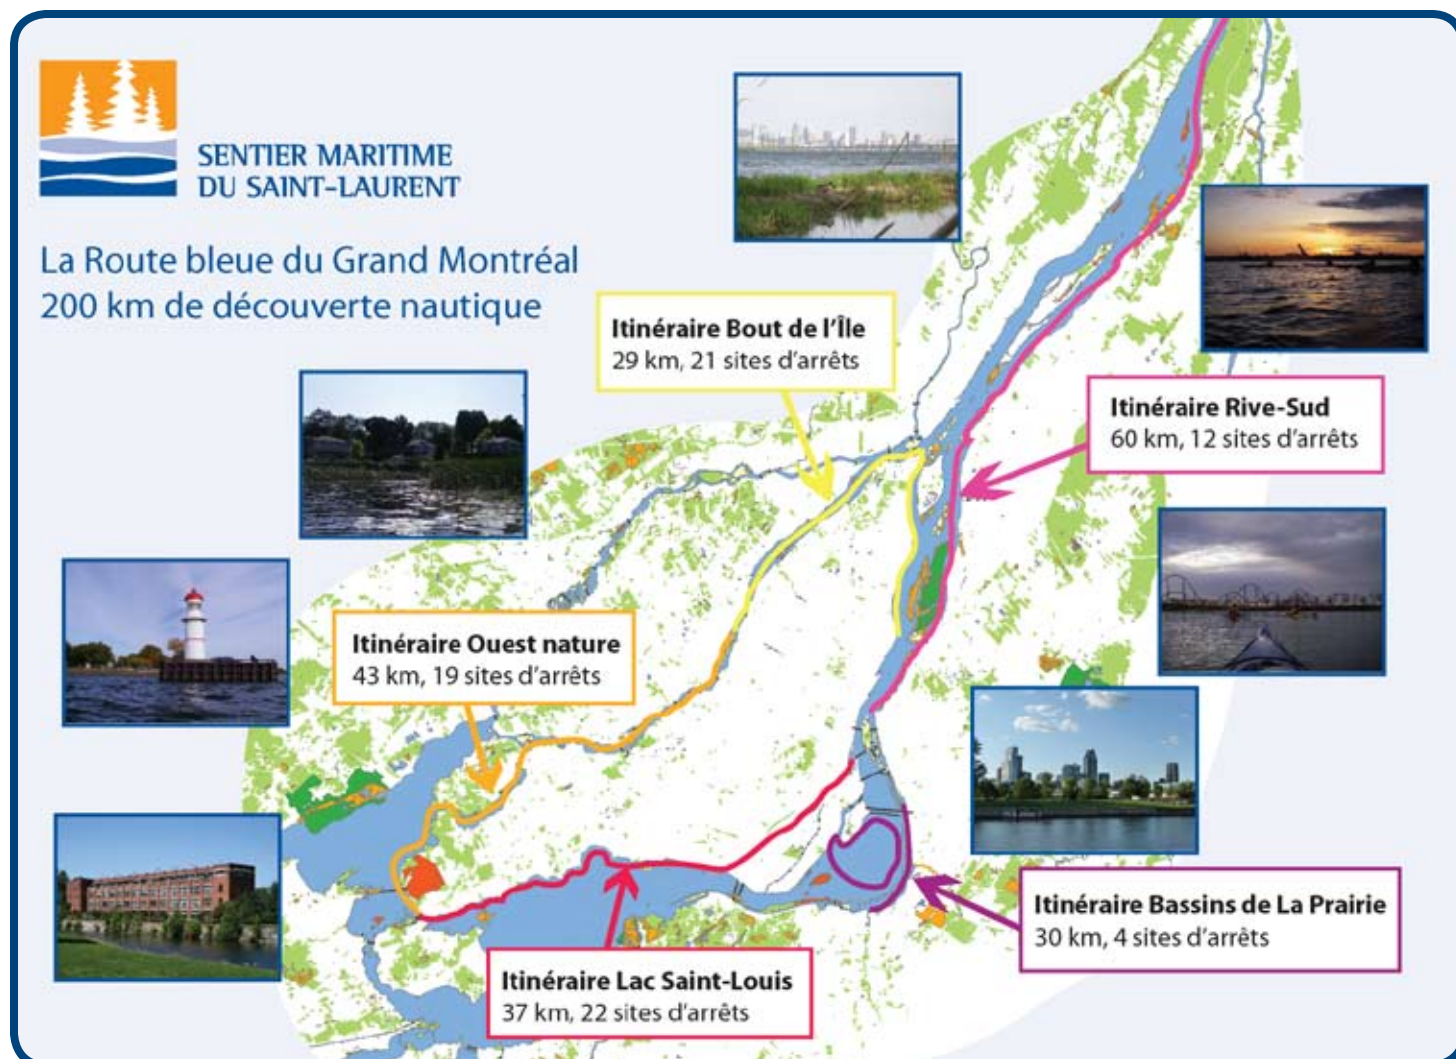 SENTIER MARITIME
DU SAINT-LAURENT
La Route bleue du Grand Montréal
200 km de découverte nautique
Itinéraire Bout de l'Île
29 km, 21 sites d'arrêts
Itinéraire Rive-Sud
60 km, 12 sites d'arrêts
Itinéraire Ouest nature
43 km, 19 sites d'arrêts
Itinéraire Bassins de La Prairie
30 km, 4 sites d'arrêts
Itinéraire Lac Saint-Louis
37 km, 22 sites d'arrêts